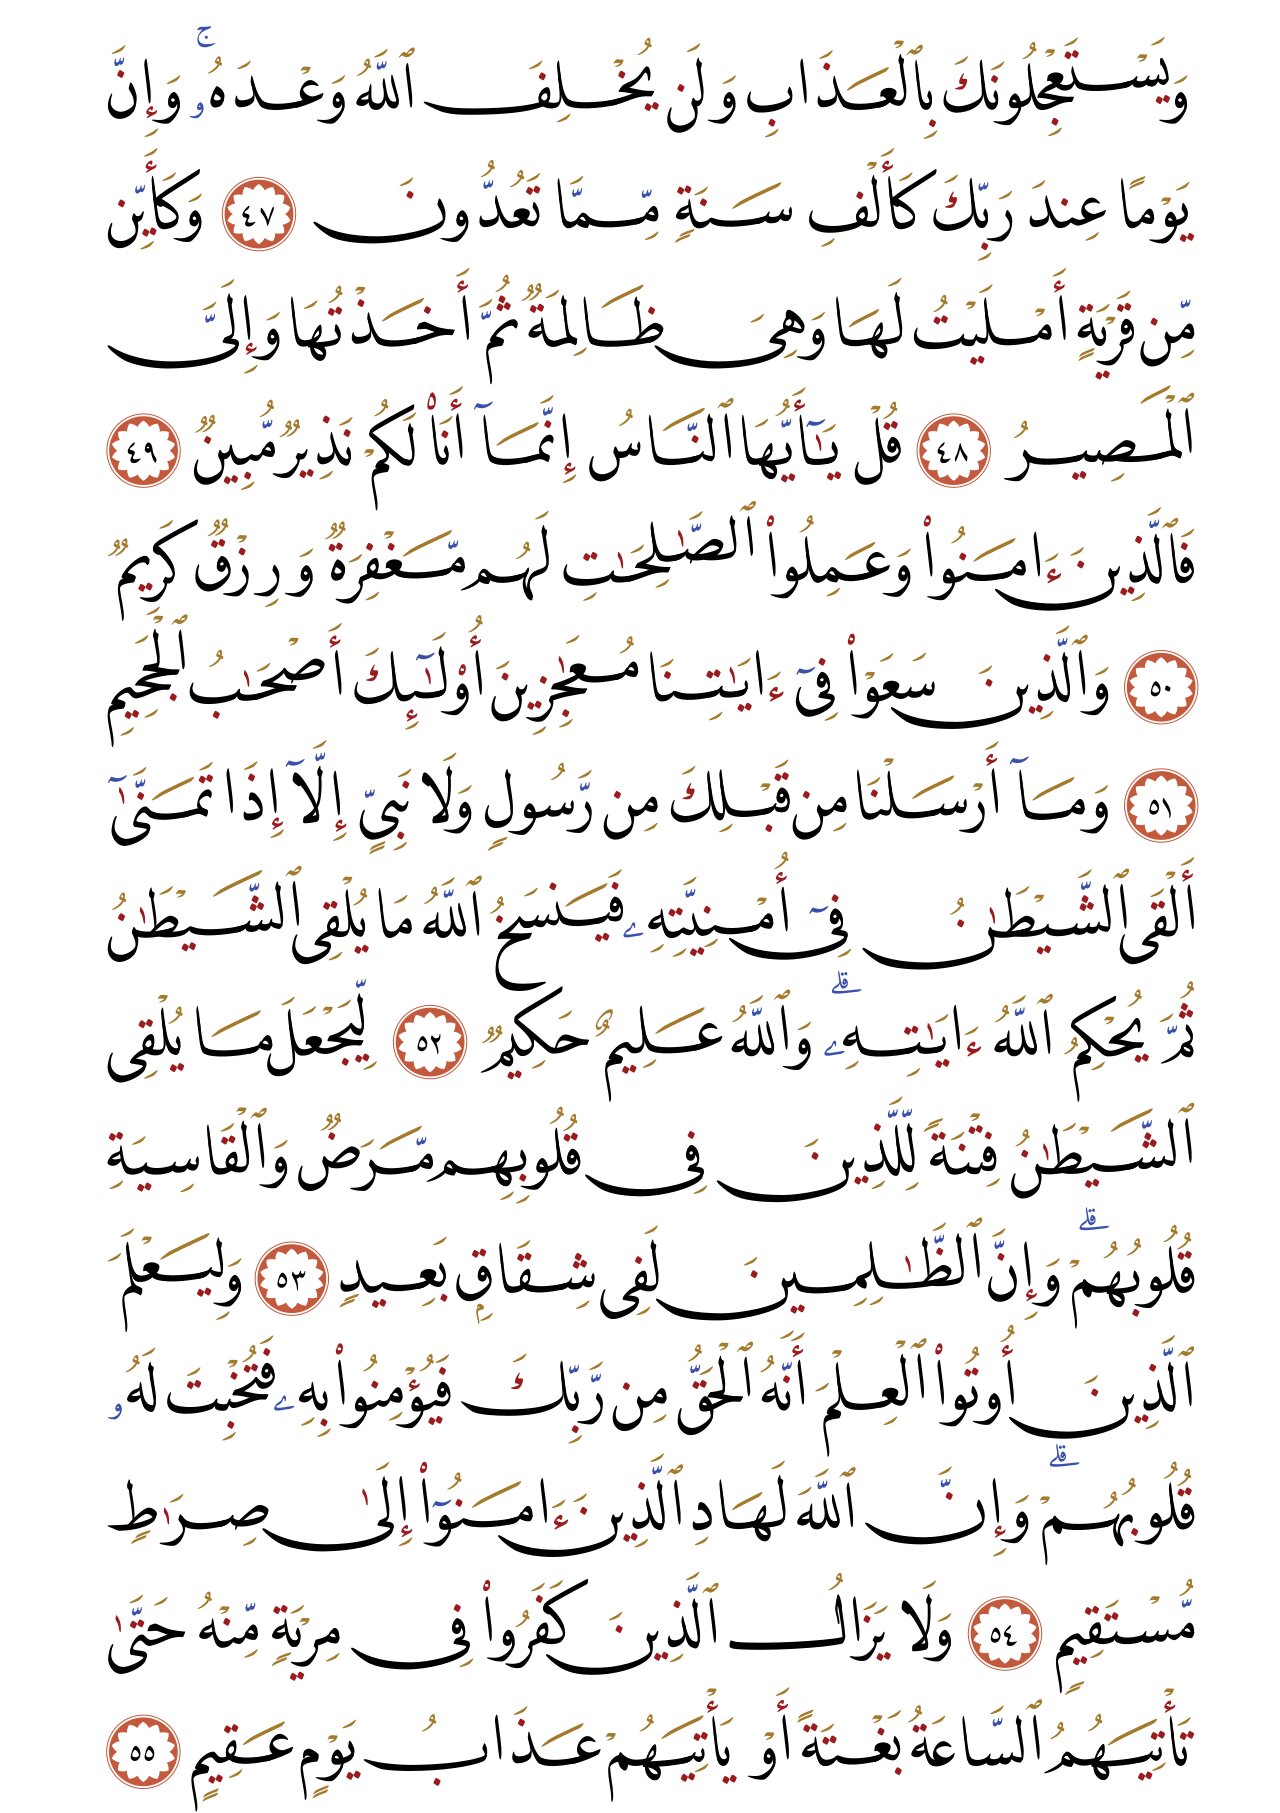 وَيَسْتَعْجِلُونَكَ بِٱلْعَذَابِ وَلَن يُخْلِفَ ٱللَّهُ وَعْدَهُۥ ۚ وَإِنَّ
يَوْمًا عِندَ رَبِّكَ كَأَلْفِ سَنَةٍ مِّمَّا تَعُدُّونَ ٤٧ وَكَأَيِّن
مِّن قَرْيَةٍ أَمْلَيْتُ لَهَا وَهِىَ ظَالِمَةٌ ثُمَّ أَخَذْتُهَا وَإِلَىَّ
ٱلْمَصِيرُ ٤٨ قُلْ يَـٰٓأَيُّهَا ٱلنَّاسُ إِنَّمَآ أَنَا۠ لَكُمْ نَذِيرٌ مُّبِينٌ ٤٩
فَٱلَّذِينَ ءَامَنُوا۟ وَعَمِلُوا۟ ٱلصَّـٰلِحَـٰتِ لَهُم مَّغْفِرَةٌ وَرِزْقٌ كَرِيمٌ
٥٠ وَٱلَّذِينَ سَعَوْا۟ فِىٓ ءَايَـٰتِنَا مُعَـٰجِزِينَ أُو۟لَـٰٓئِكَ أَصْحَـٰبُ ٱلْجَحِيمِ
٥١ وَمَآ أَرْسَلْنَا مِن قَبْلِكَ مِن رَّسُولٍ وَلَا نَبِىٍّ إِلَّآ إِذَا تَمَنَّىٰٓ
أَلْقَى ٱلشَّيْطَـٰنُ فِىٓ أُمْنِيَّتِهِۦ فَيَنسَخُ ٱللَّهُ مَا يُلْقِى ٱلشَّيْطَـٰنُ
ثُمَّ يُحْكِمُ ٱللَّهُ ءَايَـٰتِهِۦ ۗ وَٱللَّهُ عَلِيمٌ حَكِيمٌ ٥٢ لِّيَجْعَلَ مَا يُلْقِى
ٱلشَّيْطَـٰنُ فِتْنَةً لِّلَّذِينَ فِى قُلُوبِهِم مَّرَضٌ وَٱلْقَاسِيَةِ
قُلُوبُهُمْ ۗ وَإِنَّ ٱلظَّـٰلِمِينَ لَفِى شِقَاقٍۭ بَعِيدٍ ٥٣ وَلِيَعْلَمَ
ٱلَّذِينَ أُوتُوا۟ ٱلْعِلْمَ أَنَّهُ ٱلْحَقُّ مِن رَّبِّكَ فَيُؤْمِنُوا۟ بِهِۦ فَتُخْبِتَ لَهُۥ
قُلُوبُهُمْ ۗ وَإِنَّ ٱللَّهَ لَهَادِ ٱلَّذِينَ ءَامَنُوٓا۟ إِلَىٰ صِرَٰطٍ
مُّسْتَقِيمٍ ٥٤ وَلَا يَزَالُ ٱلَّذِينَ كَفَرُوا۟ فِى مِرْيَةٍ مِّنْهُ حَتَّىٰ
تَأْتِيَهُمُ ٱلسَّاعَةُ بَغْتَةً أَوْ يَأْتِيَهُمْ عَذَابُ يَوْمٍ عَقِيمٍ ٥٥